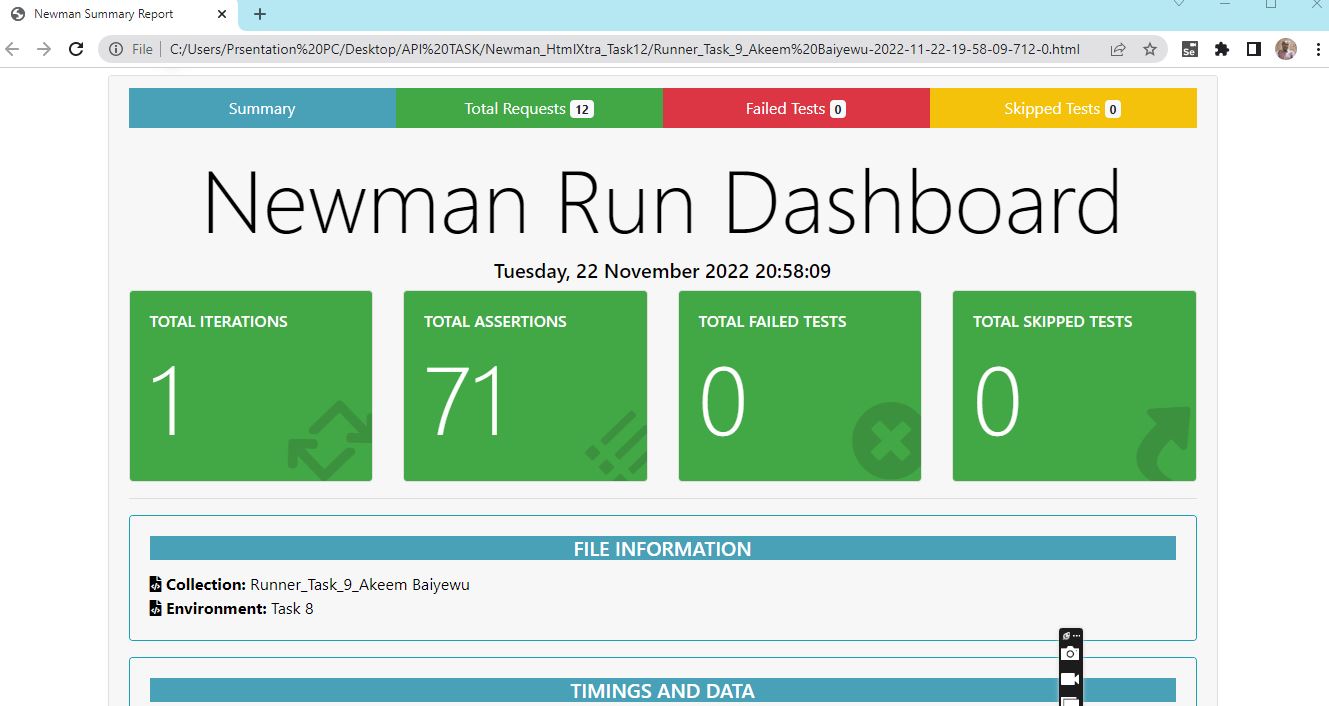 Newman Summary Report
File
C:/Users/Prsentation%20PC/Desktop/API%20TASK/Newman_HtmlXtra_Task12/Runner_Task_9_Akeem%20Baiyewu-2022-11-22-19-58-09-712-0.html
Se
Summary
Total Requests 12
Failed Tests 0
Skipped Tests 0
Newman Run Dashboard
Tuesday, 22 November 2022 20:58:09
TOTAL ITERATIONS
1
TOTAL ASSERTIONS
71
TOTAL FAILED TESTS
0
TOTAL SKIPPED TESTS
0
FILE INFORMATION
Collection: Runner_Task_9_Akeem Baiyewu
Environment: Task 8
TIMINGS AND DATA